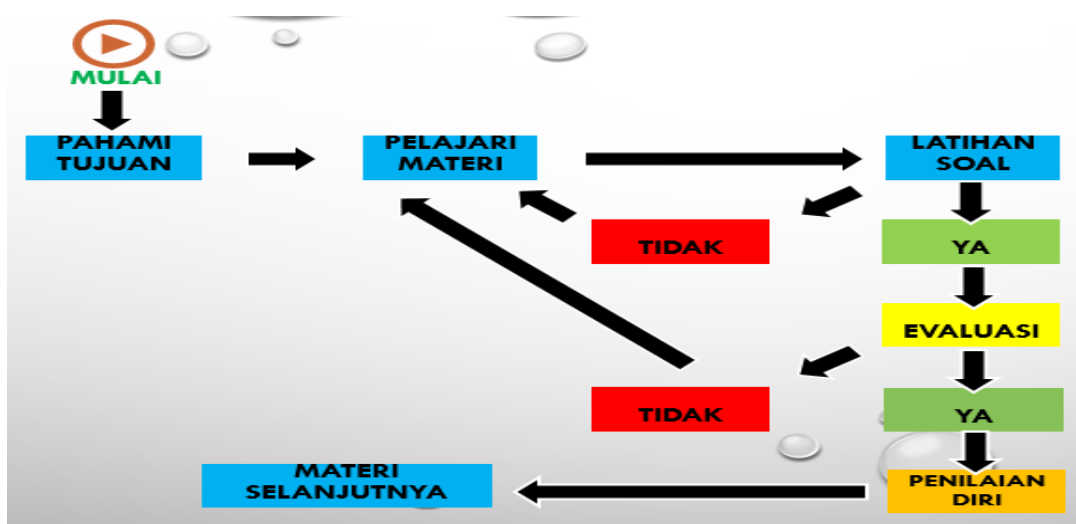 MULAI
PAHAMI
TUJUAN
PELAJARI
MATERI
LATIHAN
SOAL
TIDAK
YA
EVALUASI
TIDAK
YA
MATERI
SELANJUTNYA
PENILAIAN
DIRI